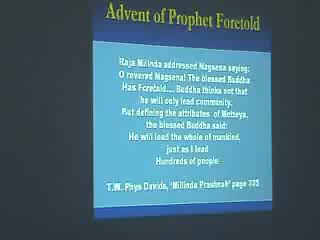 Advent of Prophet Foretold
Raja Milinda addressed Nagsena saying:
O revered Nagsena! The blessed Buddha
Has Foretold.... Buddha thinks not that
he will only lead community.
But defining the attributes of Metteya,
the blessed Buddha said:
He will lead the whole of mankind,
just as I lead
Hundreds of people
T.W. Rhys Davids, 'Millinda Prashnah' page